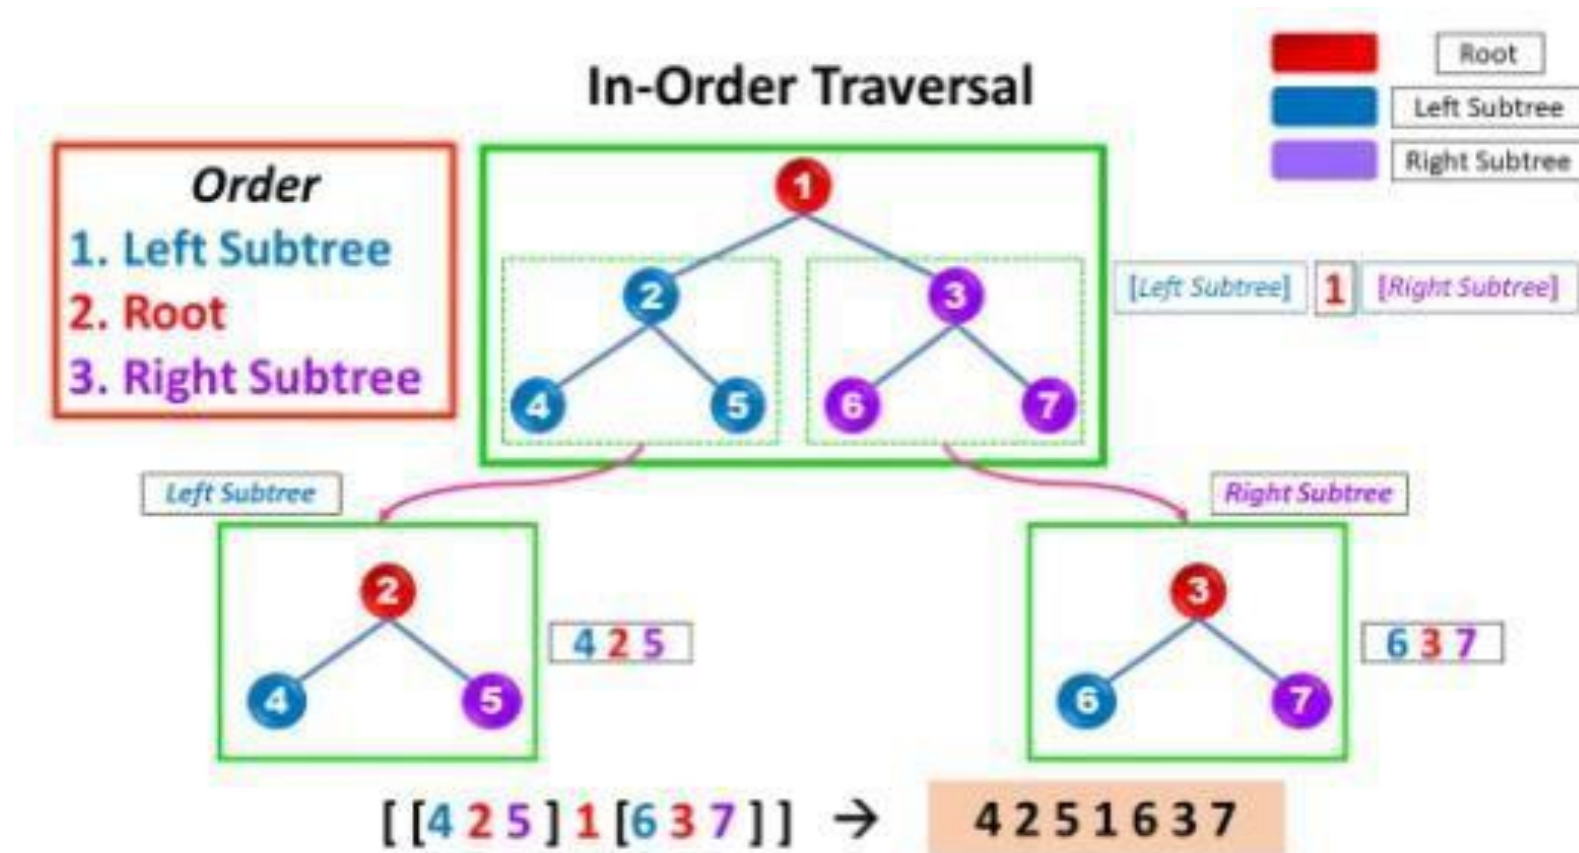 In-Order Traversal
Root
Left Subtree
Right Subtree
Order
1. Left Subtree
2. Root
3. Right Subtree
1
2
3
4
5
6
7
[Left Subtree] 1 [Right Subtree]
Left Subtree
Right Subtree
2
4
5
4 2 5
3
6
7
6 3 7
[ [4 2 5 ] 1 [6 3 7 ] ] → 4 2 5 1 6 3 7